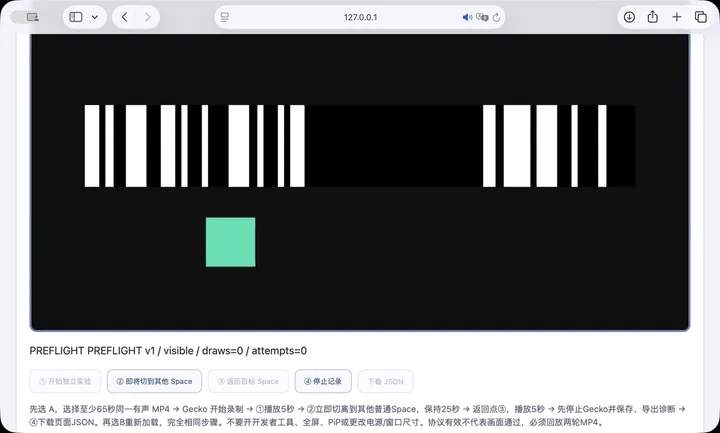 127.0.0.1
PREFLIGHT PREFLIGHT v1 / visible / draws=0 / attempts=0
① 开始独立实验 ② 即将切到其他 Space ③ 返回目标 Space ④ 停止记录 下载 JSON
先选 A，选择至少65秒同一有声 MP4 → Gecko 开始录制 → ①播放5秒 → ②立即切离到其他普通Space，保持25秒 → 返回点③，播放5秒 → 先停止Gecko并保存、导出诊断 →
④下载页面JSON。再选B重新加载，完全相同步骤。不要开开发者工具、全屏、PiP或更改电源/窗口尺寸。协议有效不代表画面通过，必须回放两轮MP4。